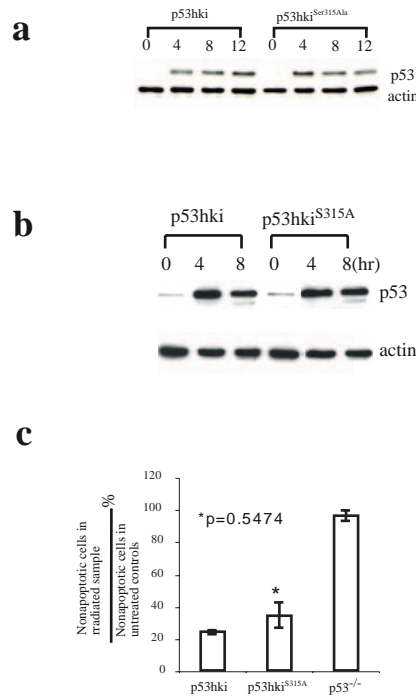 a
p53hki p53hki^Ser315Ala
0 4 8 12 0 4 8 12
p53
actin
b
p53hki p53hki^S315A
0 4 8 0 4 8(hr)
p53
actin
c
Nonapoptotic cells in
irradiated sample
Nonapoptotic cells in
untreated controls
%
120
100
80
60
40
20
0
*p=0.5474
*
p53hki p53hki^S315A p53^-/-